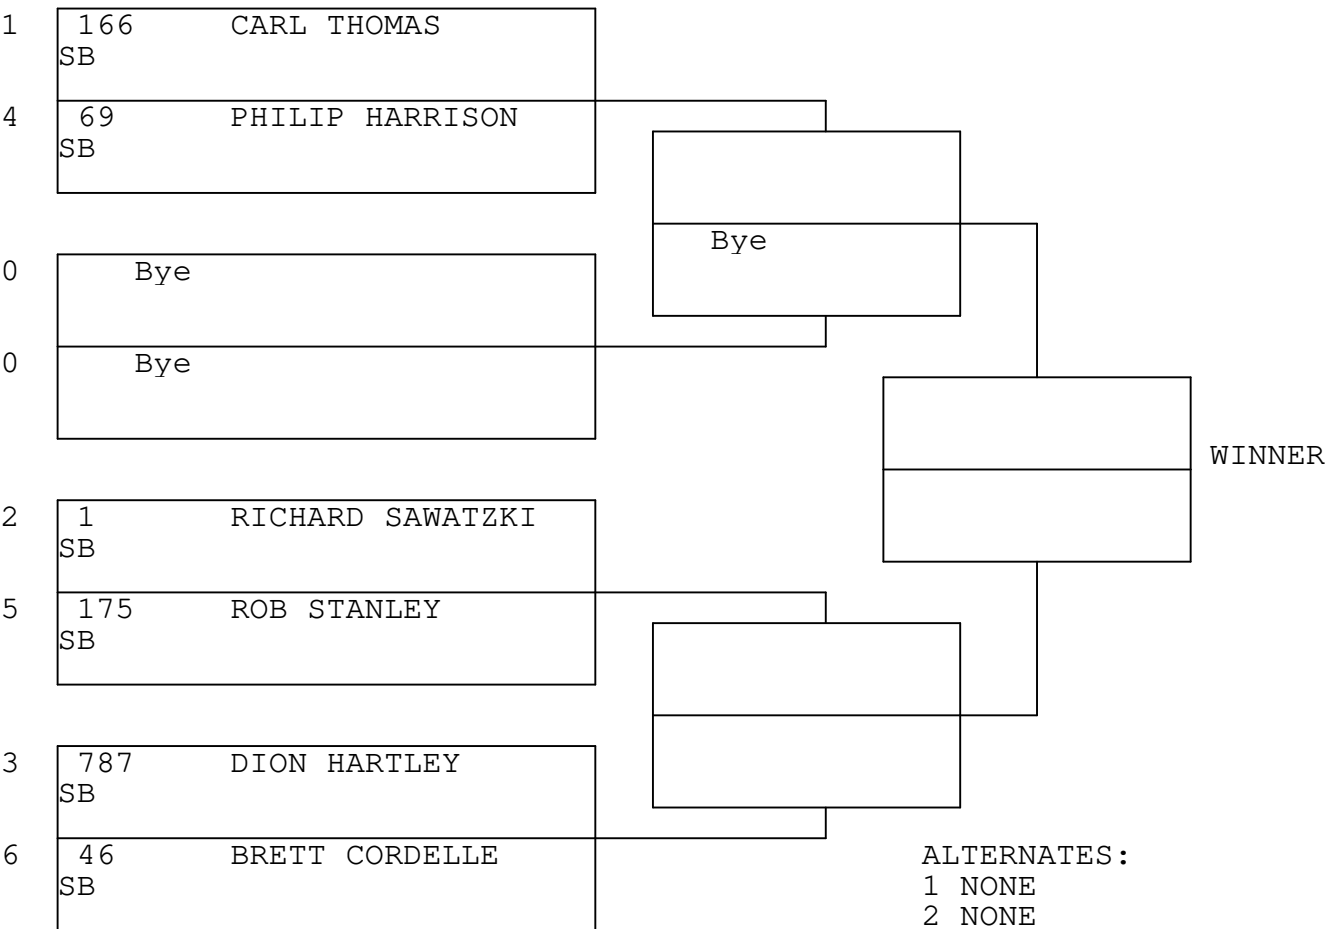 1 166 CARL THOMAS
SB
4 69 PHILIP HARRISON
SB
Bye
0 Bye
0 Bye
WINNER
2 1 RICHARD SAWATZKI
SB
5 175 ROB STANLEY
SB
3 787 DION HARTLEY
SB
6 46 BRETT CORDELLE
SB
ALTERNATES:
1 NONE
2 NONE